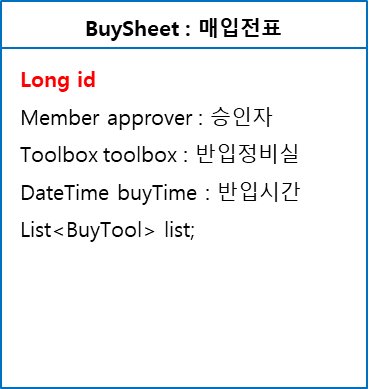 BuySheet : 매입전표
Long id
Member approver : 승인자
Toolbox toolbox : 반입정비실
DateTime buyTime : 반입시간
List<BuyTool> list;